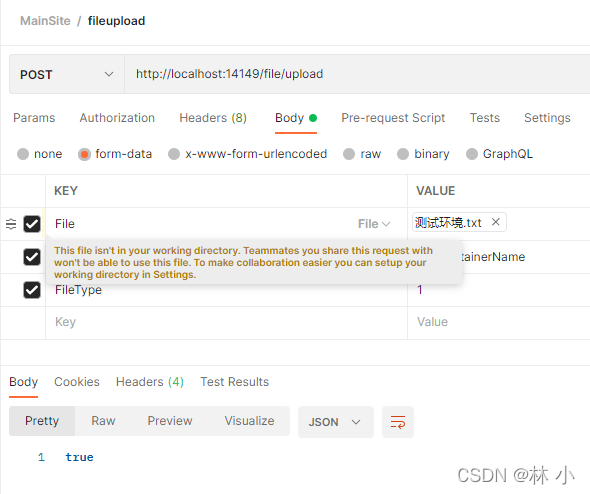 MainSite / fileupload
POST http://localhost:14149/file/upload
Params Authorization Headers (8) Body Pre-request Script Tests Settings
none form-data x-www-form-urlencoded raw binary GraphQL
KEY VALUE
File File 测试环境.txt
This file isn't in your working directory. Teammates you share this request with
won't be able to use this file. To make collaboration easier you can setup your
working directory in Settings.
tainerName
FileType 1
Key Value
Body Cookies Headers (4) Test Results
Pretty Raw Preview Visualize JSON
1 true
CSDN @林 小